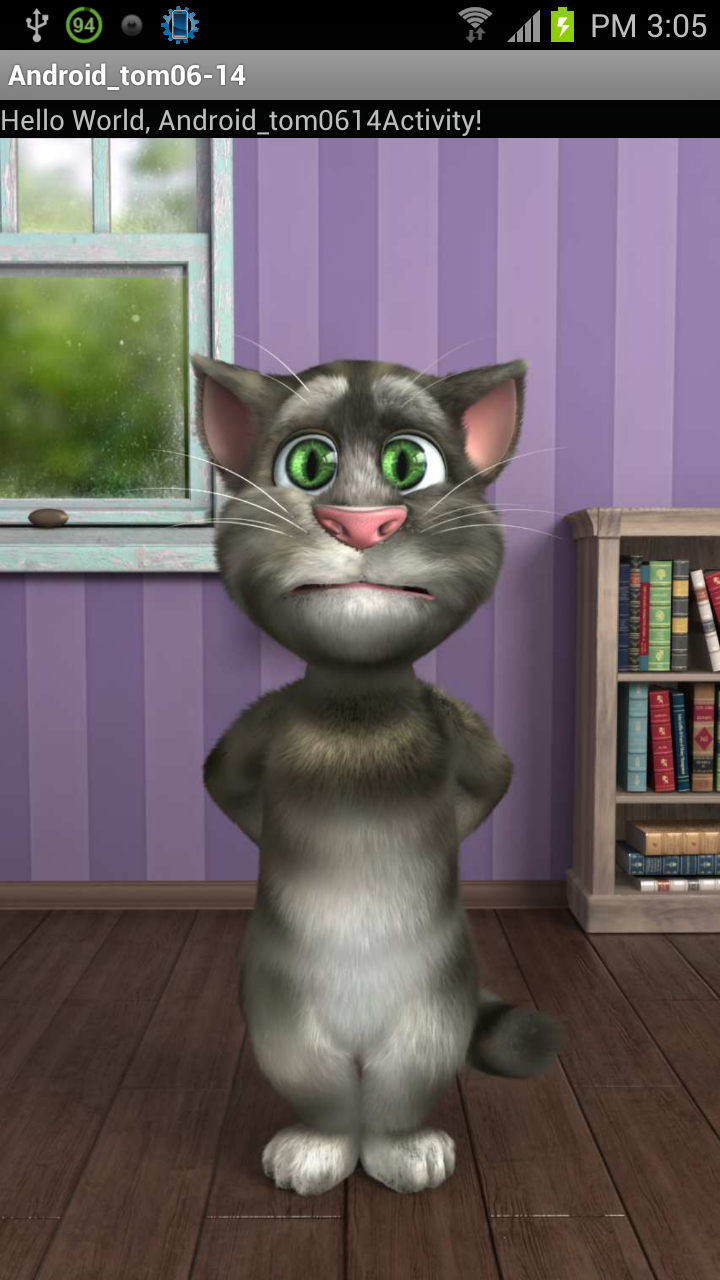 94
PM 3:05
Android_tom06-14
Hello World, Android_tom0614Activity!